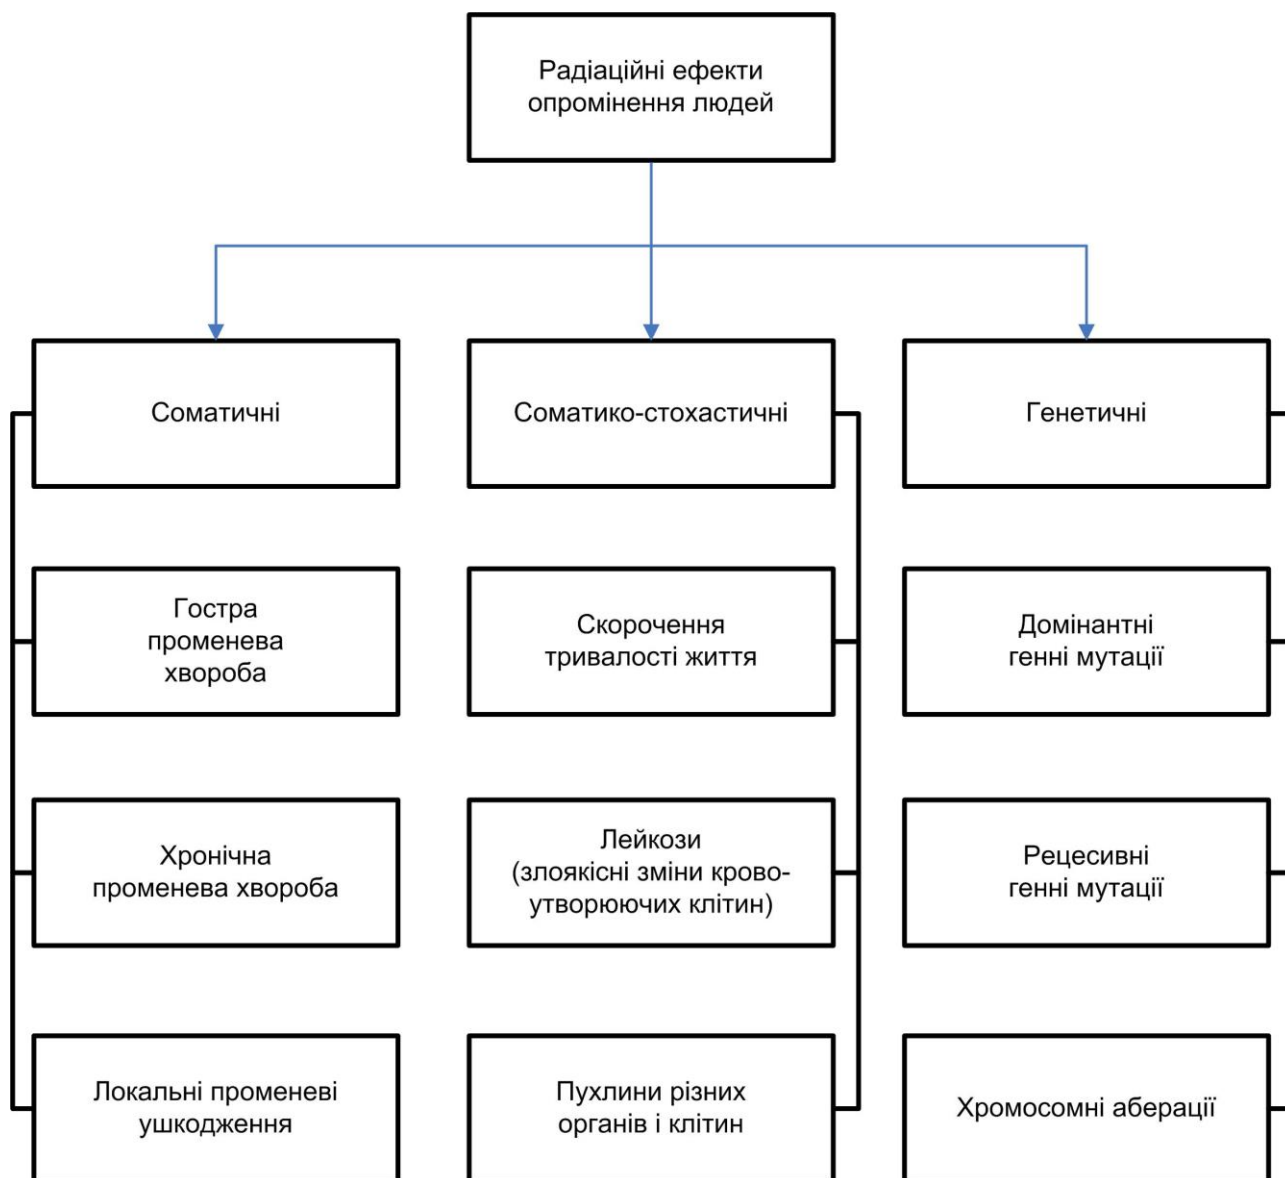 Радіаційні ефекти
опромінення людей
Соматичні
Соматико-стохастичні
Генетичні
Гостра
променева
хвороба
Скорочення
тривалості життя
Домінантні
генні мутації
Хронічна
променева хвороба
Лейкози
(злоякісні зміни крово-
утворюючих клітин)
Рецесивні
генні мутації
Локальні променеві
ушкодження
Пухлини різних
органів і клітин
Хромосомні аберації